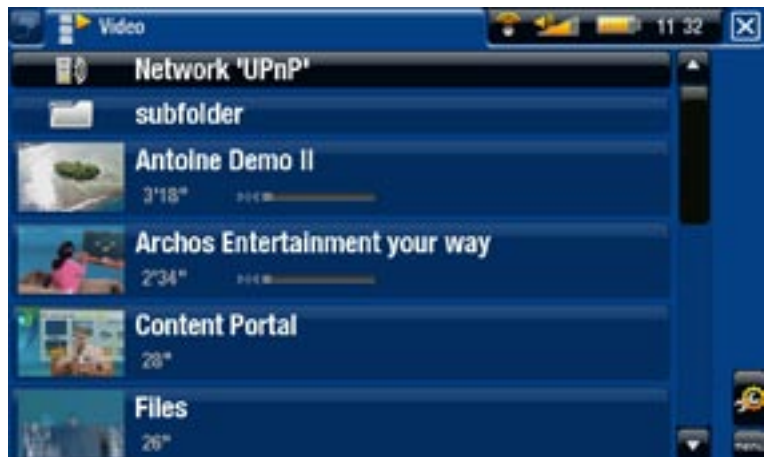 Video
11 32
Network 'UPnP'
subfolder
Antoine Demo II
3'18"
Archos Entertainment your way
2'34"
Content Portal
28"
Files
26"
menu